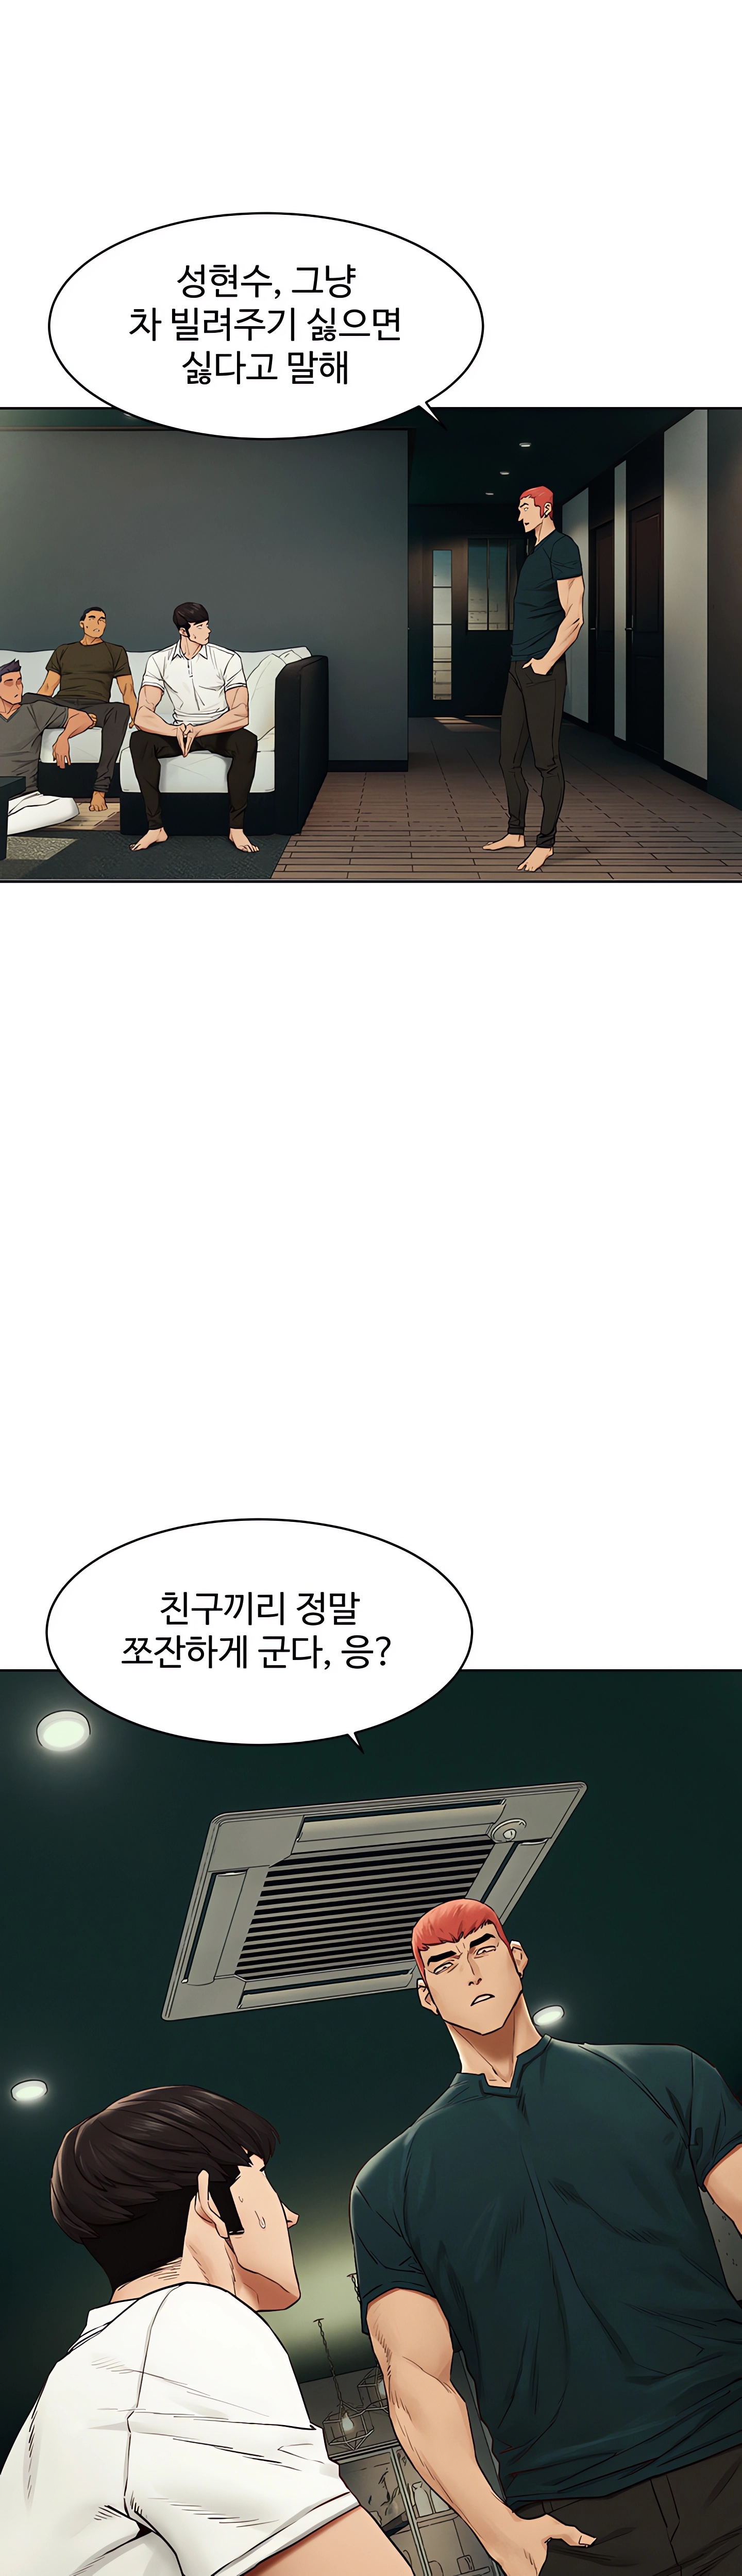 성현수, 그냥
차 빌려주기 싫으면
싫다고 말해
친구끼리 정말
쪼잔하게 군다, 응?